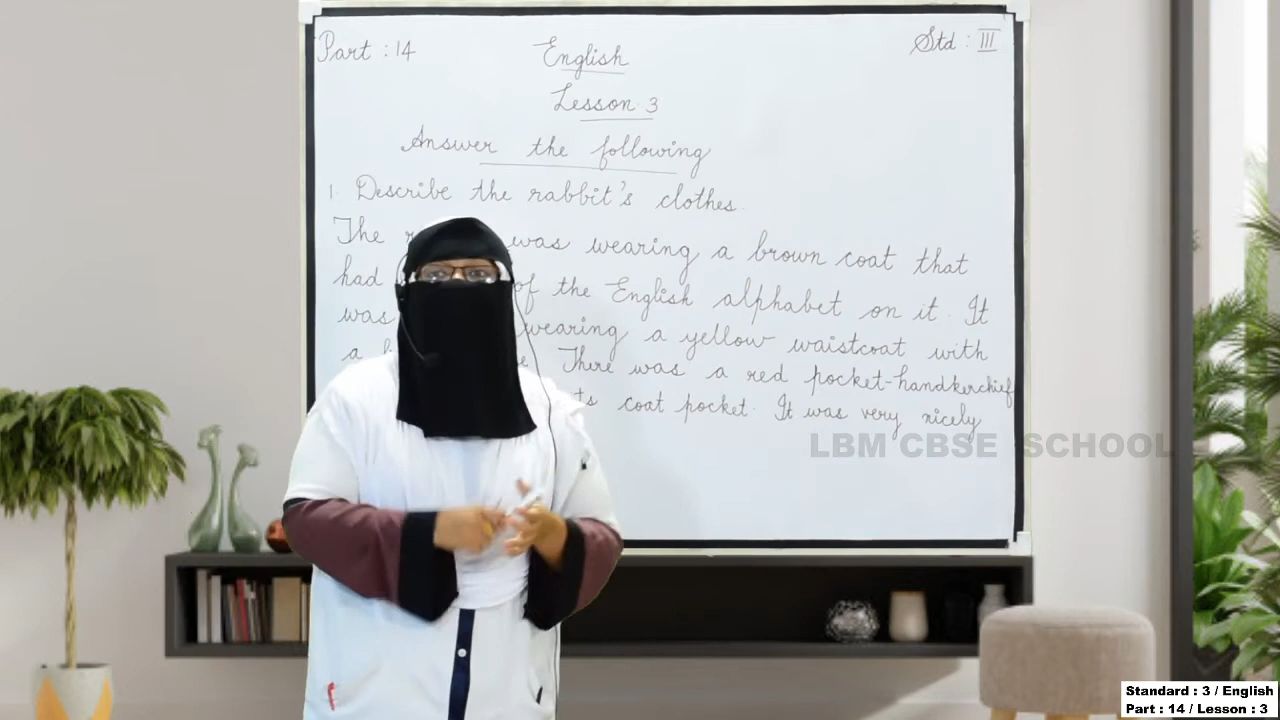 Part : 14
English
Std : III
Lesson 3
Answer the following
1. Describe the rabbit's clothes.
The was wearing a brown coat that
had of the English alphabet on it. It
was wearing a yellow waistcoat with
a There was a red pocket-handkerchief
coat pocket. It was very nicely
LBM CBSE SCHOOL
Standard : 3 / English
Part : 14 / Lesson : 3